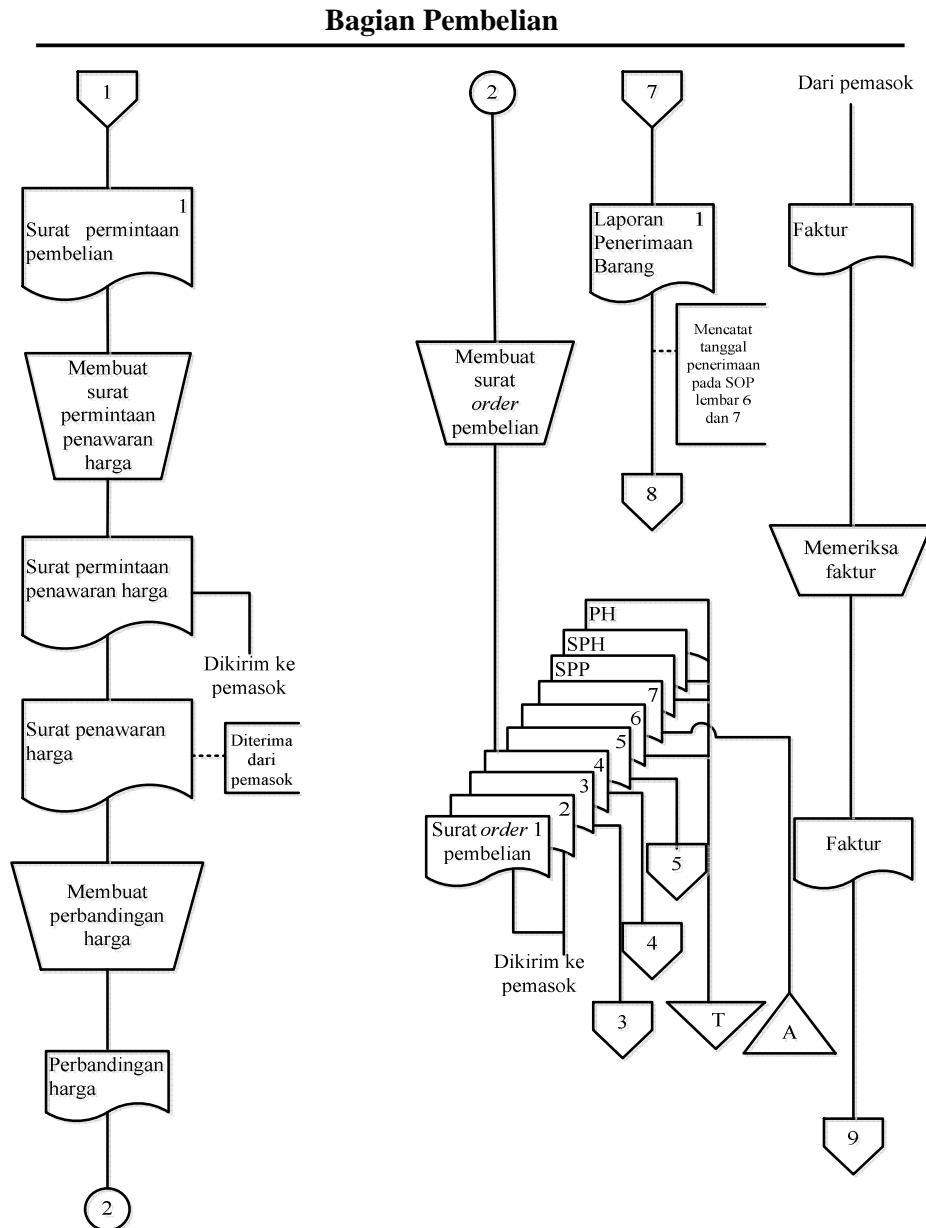 Bagian Pembelian
1
1
Surat permintaan
pembelian
Membuat
surat
permintaan
penawaran
harga
Surat permintaan
penawaran harga
Dikirim ke
pemasok
Surat penawaran
harga
Diterima
dari
pemasok
Membuat
perbandingan
harga
Perbandingan
harga
2
2
Membuat
surat
order
pembelian
PH
SPH
SPP
7
6
5
4
3
2
Surat order 1
pembelian
Dikirim ke
pemasok
5
4
3
T
A
7
Laporan 1
Penerimaan
Barang
Mencatat
tanggal
penerimaan
pada SOP
lembar 6
dan 7
8
Dari pemasok
Faktur
Memeriksa
faktur
Faktur
9